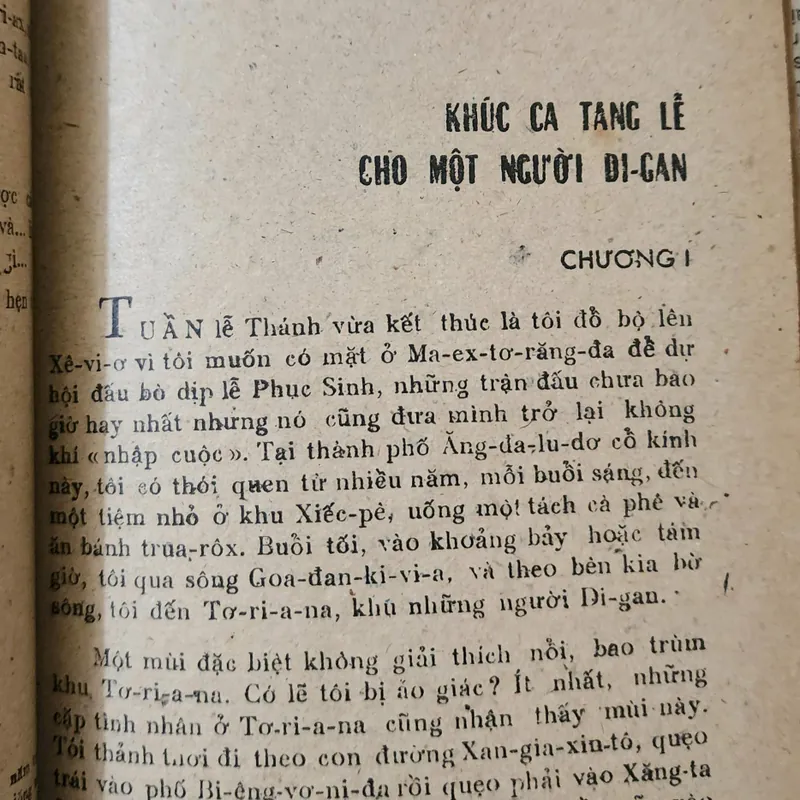 KHÚC CA TANG LỄ
CHO MỘT NGƯỜI DI-GAN
CHƯƠNG I
TUẦN lễ Thánh vừa kết thúc là tôi đồ bộ lên
Xê-vi-ơ vì tôi muốn có mặt ở Ma-ex-tơ-răng-đa đề dự
hội đấu bò dịp lễ Phục Sinh, những trận đấu chưa bao
giờ hay nhất nhưng nó cũng đưa mình trở lại không
khí «nhập cuộc». Tại thành phố Ăng-đa-lu-dơ cồ kính
này, tôi có thói quen từ nhiều năm, mỗi buồi sáng, đến
một tiệm nhỏ ở khu Xiếc-pê, uống một tách cà phê và
ăn bánh trua-rôx. Buồi tối, vào khoảng bảy hoặc tám
giờ, tôi qua sông Goa-đan-ki-vi-a, và theo bên kia bờ
sông, tôi đến Tơ-ri-a-na, khu những người Di-gan.
Một mùi đặc biệt không giải thích nồi, bao trùm
khu Tơ-ri-a-na. Có lẽ tôi bị ảo giác? Ít nhất, những
cặp tình nhân ở Tơ-ri-a-na cũng nhận thấy mùi này.
Tôi thảnh thơi đi theo con đường Xan-gia-xin-tô, quẹo
trái vào phố Bi-êng-vơ-ni-đa rồi quẹo phải vào Xăng-ta